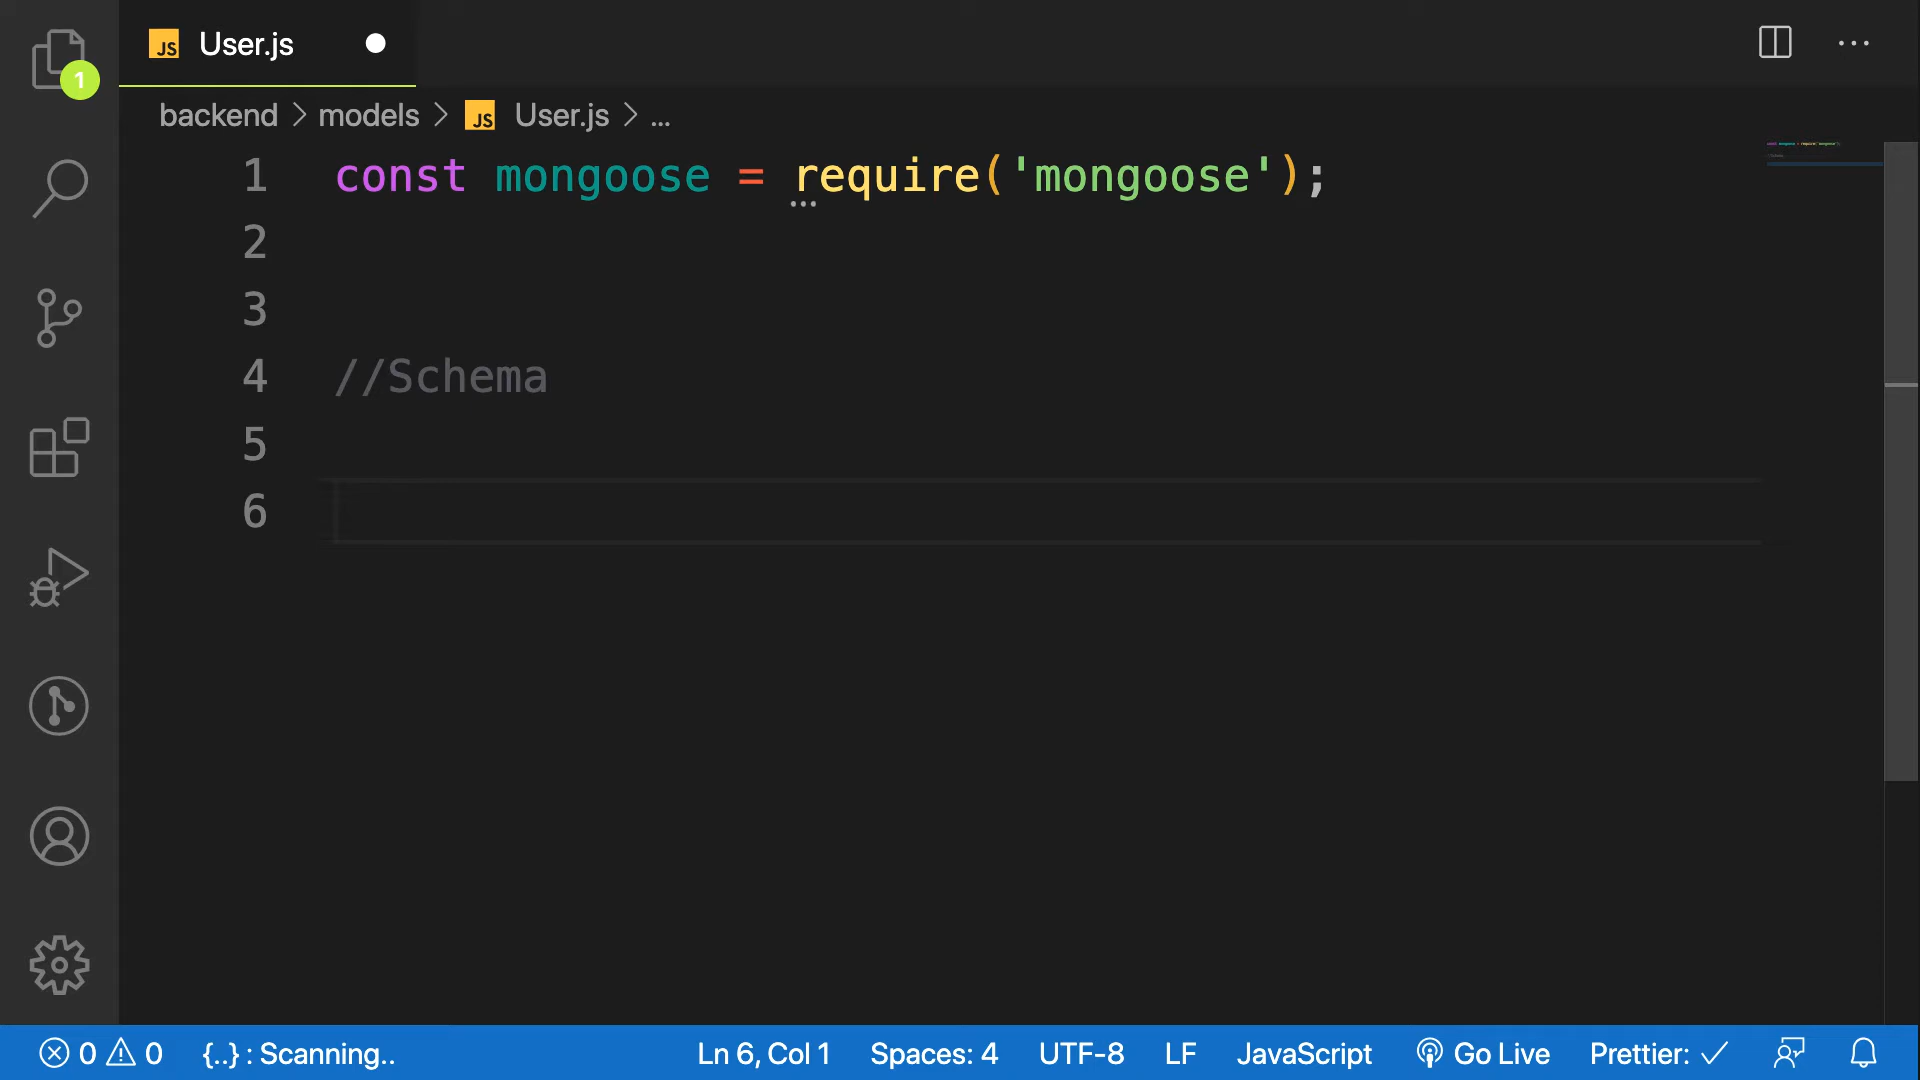 1
JS User.js
backend > models > JS User.js > ...
1 const mongoose = require('mongoose');
2
3
4 //Schema
5
6
0 0 {..} : Scanning.. Ln 6, Col 1 Spaces: 4 UTF-8 LF JavaScript Go Live Prettier: ✓